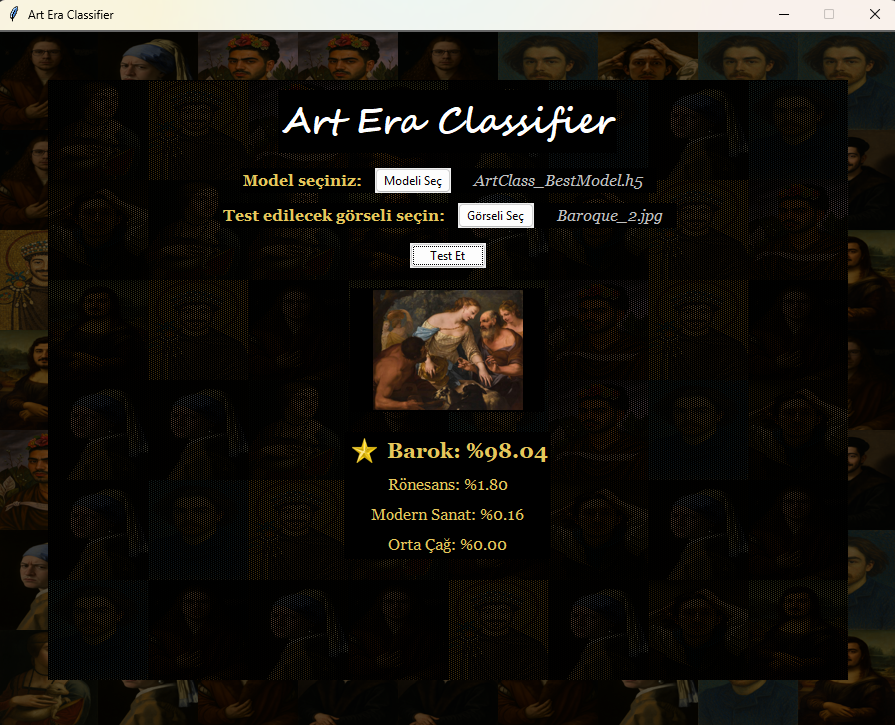 Art Era Classifier
Art Era Classifier
Model seçiniz: Modeli Seç ArtClass_BestModel.h5
Test edilecek görseli seçin: Görseli Seç Baroque_2.jpg
Test Et
Barok: %98.04
Rönesans: %1.80
Modern Sanat: %0.16
Orta Çağ: %0.00